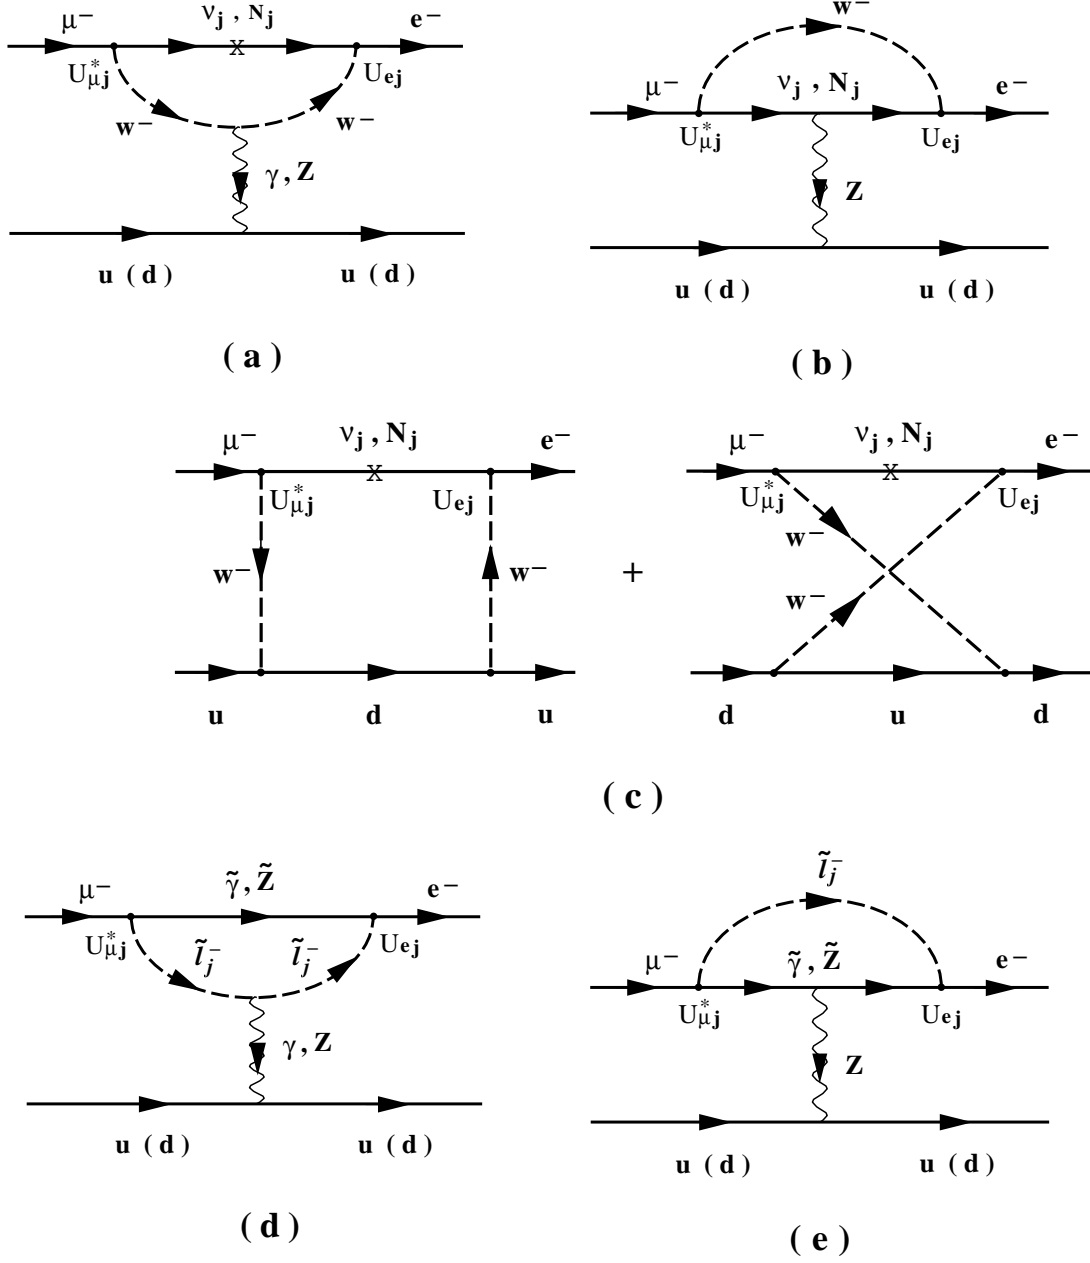 μ⁻ ν_j , N_j e⁻
x
U*_μj U_ej
w⁻ w⁻
γ, Z
u ( d ) u ( d )
( a )
w⁻
μ⁻ ν_j , N_j e⁻
U*_μj U_ej
Z
u ( d ) u ( d )
( b )
μ⁻ ν_j , N_j e⁻
x
U*_μj U_ej
w⁻ w⁻
u d u
+
μ⁻ ν_j , N_j e⁻
x
U*_μj U_ej
w⁻
w⁻
d u d
( c )
μ⁻ γ̃, Z̃ e⁻
U*_μj U_ej
l̃_j⁻ l̃_j⁻
γ, Z
u ( d ) u ( d )
( d )
l̃_j⁻
μ⁻ γ̃, Z̃ e⁻
U*_μj U_ej
Z
u ( d ) u ( d )
( e )